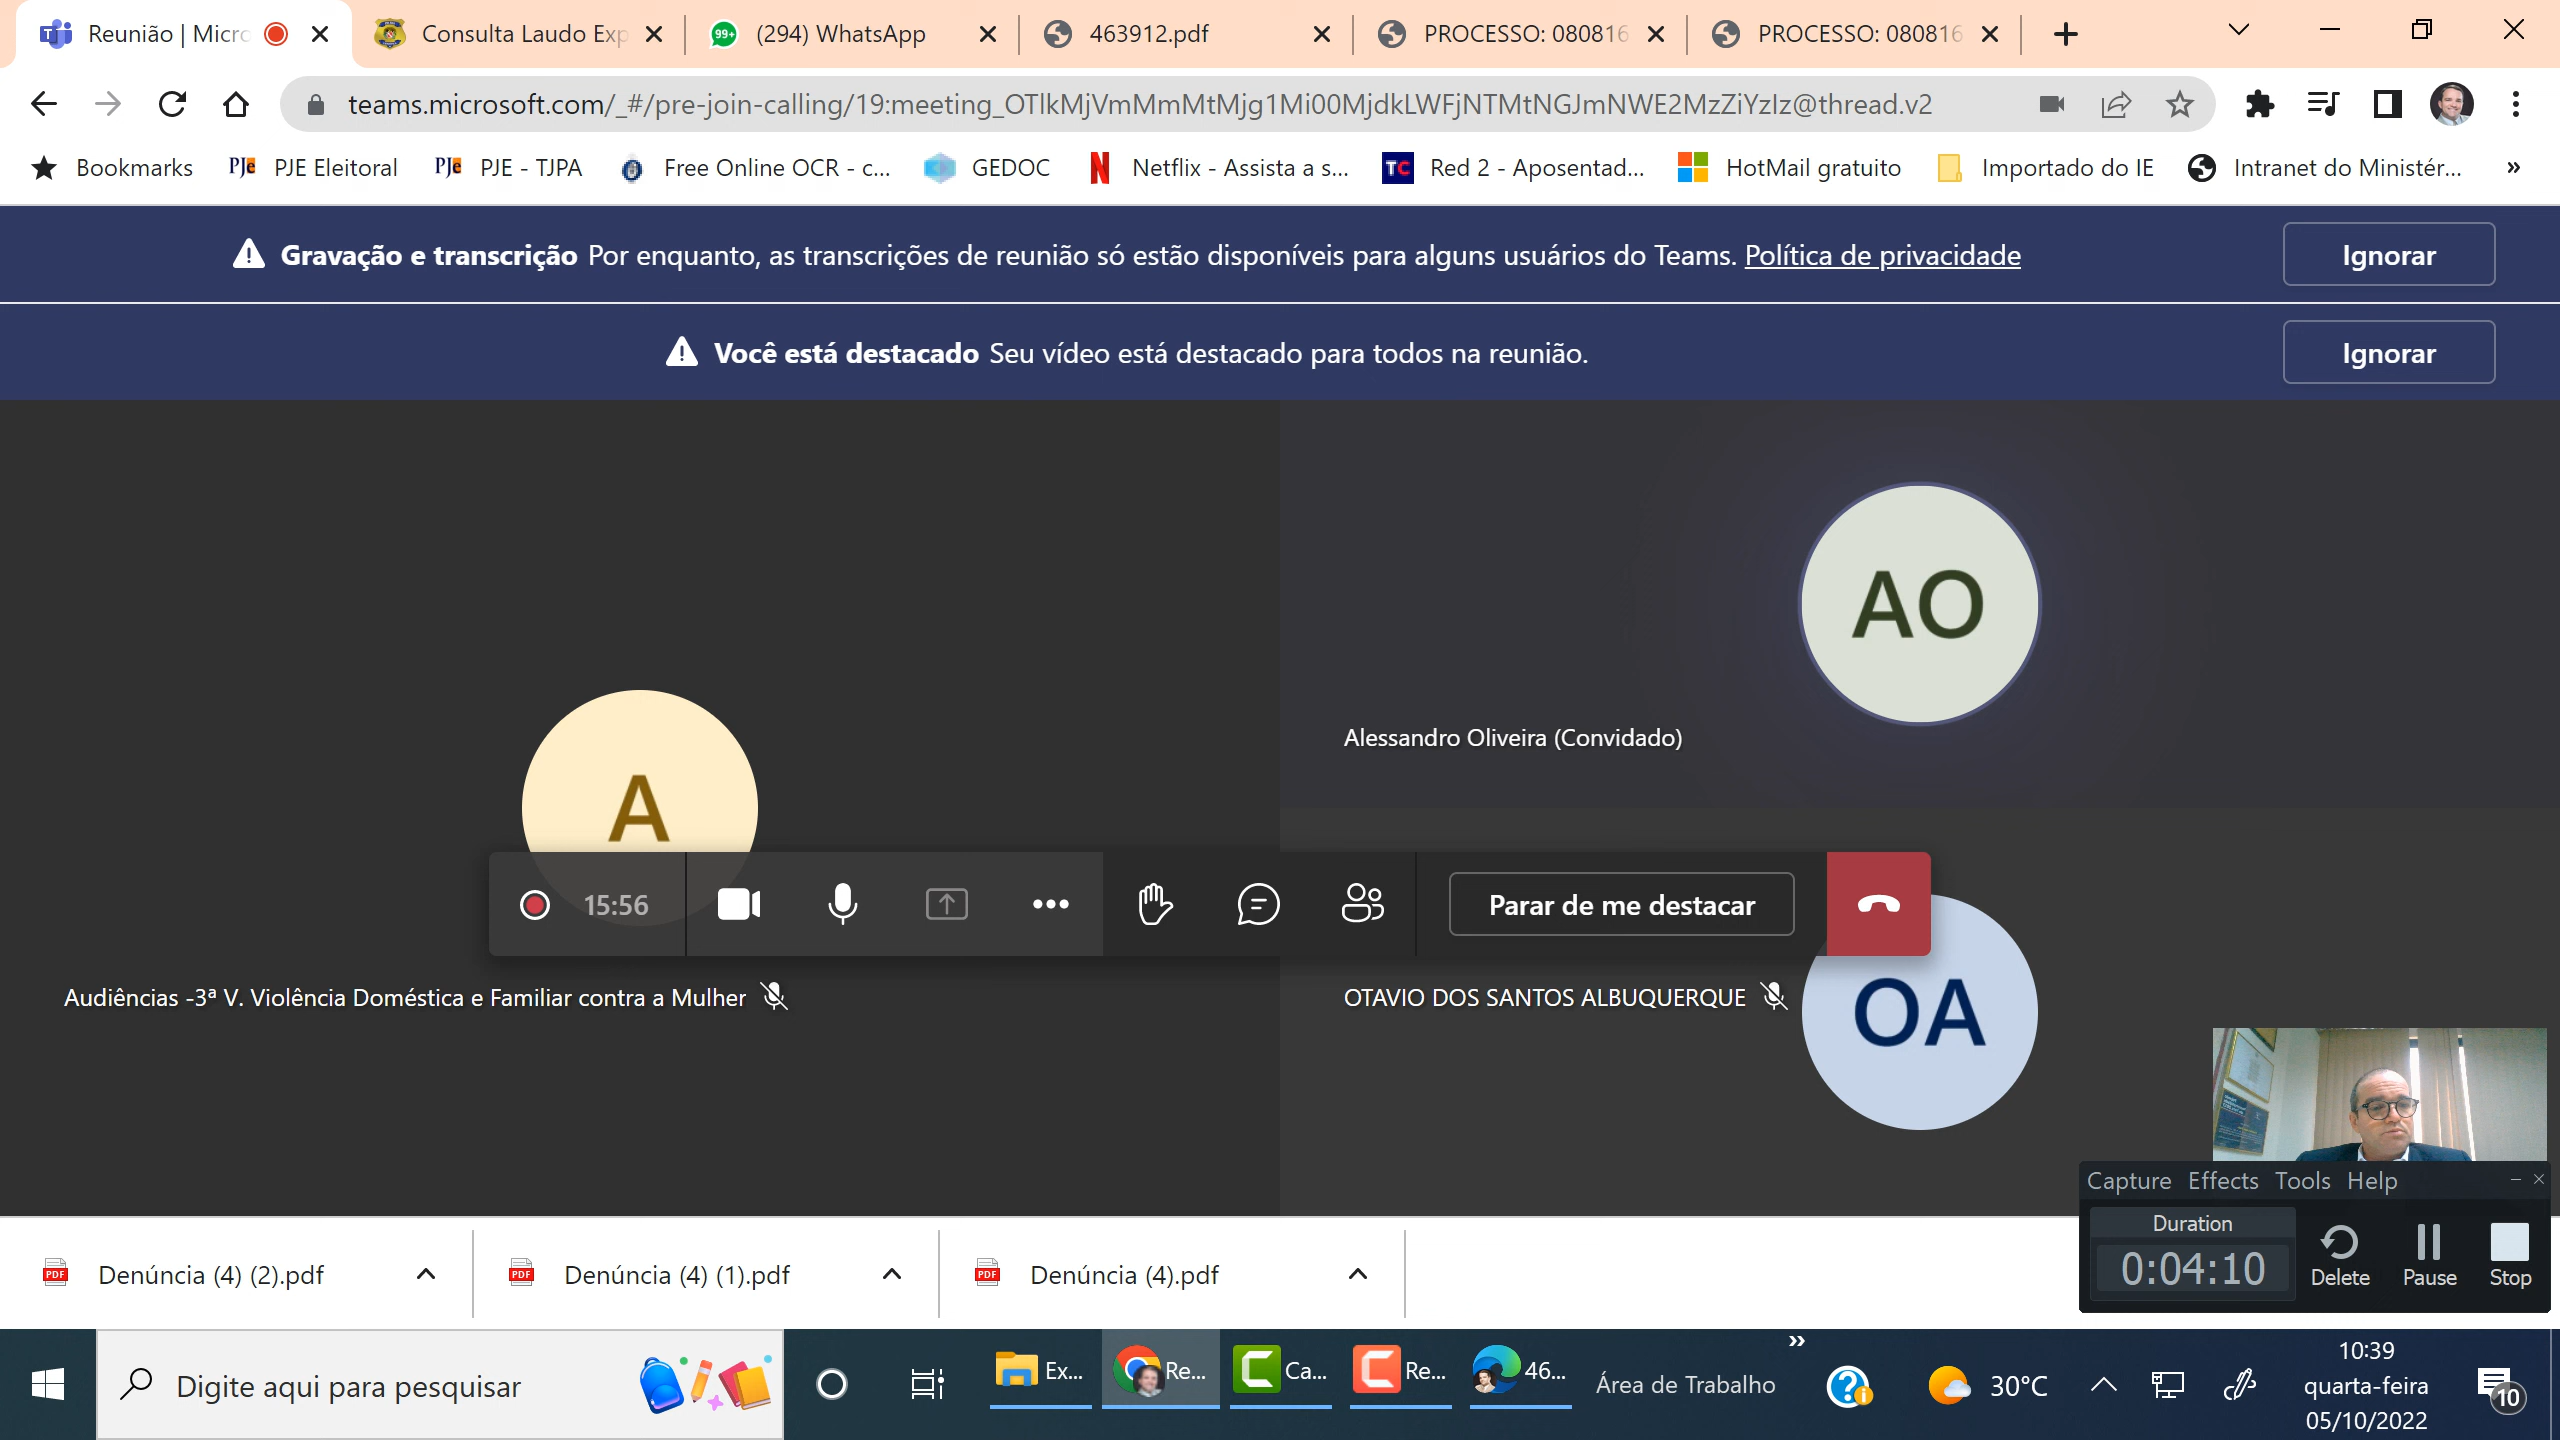 Reunião | Micro
Consulta Laudo Exp
(294) WhatsApp
463912.pdf
PROCESSO: 080816
PROCESSO: 080816
teams.microsoft.com/_#/pre-join-calling/19:meeting_OTlkMjVmMmMtMjg1Mi00MjdkLWFjNTMtNGJmNWE2MzZiYzIz@thread.v2
Bookmarks
PJE Eleitoral
PJE - TJPA
Free Online OCR - c...
GEDOC
Netflix - Assista a s...
Red 2 - Aposentad...
HotMail gratuito
Importado do IE
Intranet do Ministér...
Gravação e transcrição Por enquanto, as transcrições de reunião só estão disponíveis para alguns usuários do Teams. Política de privacidade
Ignorar
Você está destacado Seu vídeo está destacado para todos na reunião.
Ignorar
AO
Alessandro Oliveira (Convidado)
A
15:56
Parar de me destacar
Audiências -3ª V. Violência Doméstica e Familiar contra a Mulher
OTAVIO DOS SANTOS ALBUQUERQUE
OA
Capture Effects Tools Help
Duration
0:04:10
Delete
Pause
Stop
Denúncia (4) (2).pdf
Denúncia (4) (1).pdf
Denúncia (4).pdf
Digite aqui para pesquisar
Ex...
Re...
Ca...
Re...
46...
Área de Trabalho
30°C
10:39
quarta-feira
05/10/2022
10